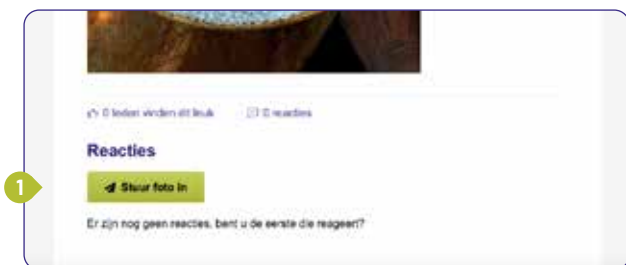 0 leden vinden dit leuk 0 reacties
Reacties
1
Stuur foto in
Er zijn nog geen reacties, bent u de eerste die reageert?